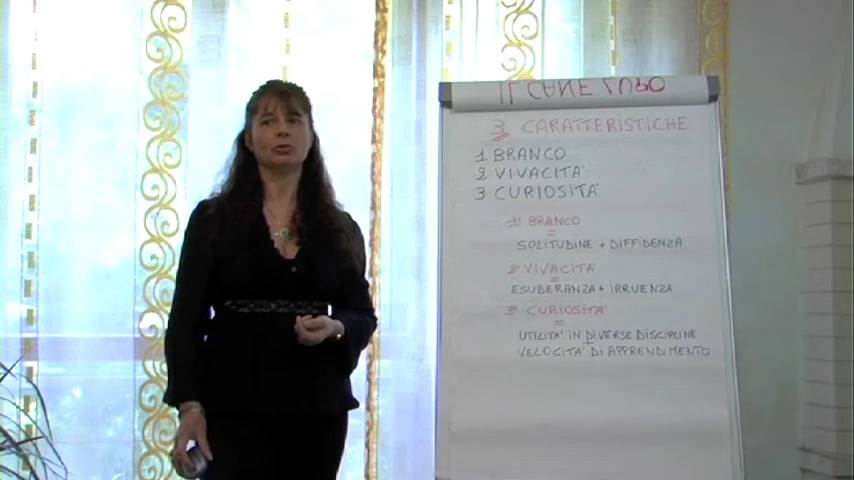 IL CANE LUPO
3 CARATTERISTICHE
1 BRANCO
2 VIVACITA'
3 CURIOSITA'
1° BRANCO
=
SOLITUDINE + DIFFIDENZA
2° VIVACITA'
=
ESUBERANZA + IRRUENZA
3° CURIOSITA'
=
UTILITA' IN DIVERSE DISCIPLINE
VELOCITA' DI APPRENDIMENTO